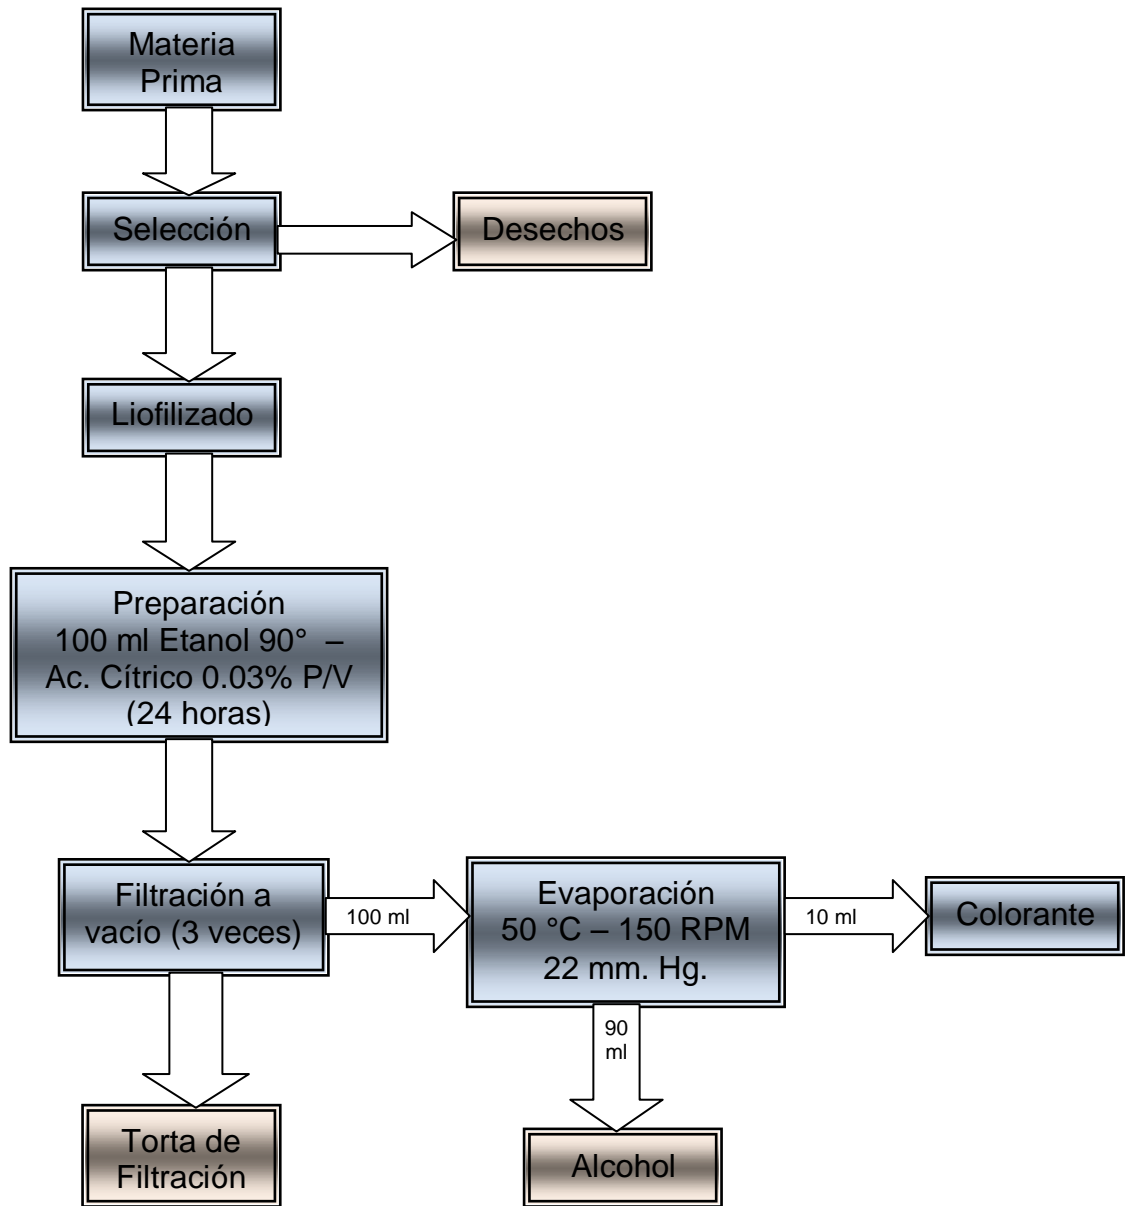 Materia
Prima
Selección
Desechos
Liofilizado
Preparación
100 ml Etanol 90° –
Ac. Cítrico 0.03% P/V
(24 horas)
Filtración a
vacío (3 veces)
100 ml
Evaporación
50 °C – 150 RPM
22 mm. Hg.
10 ml
Colorante
90
ml
Torta de
Filtración
Alcohol